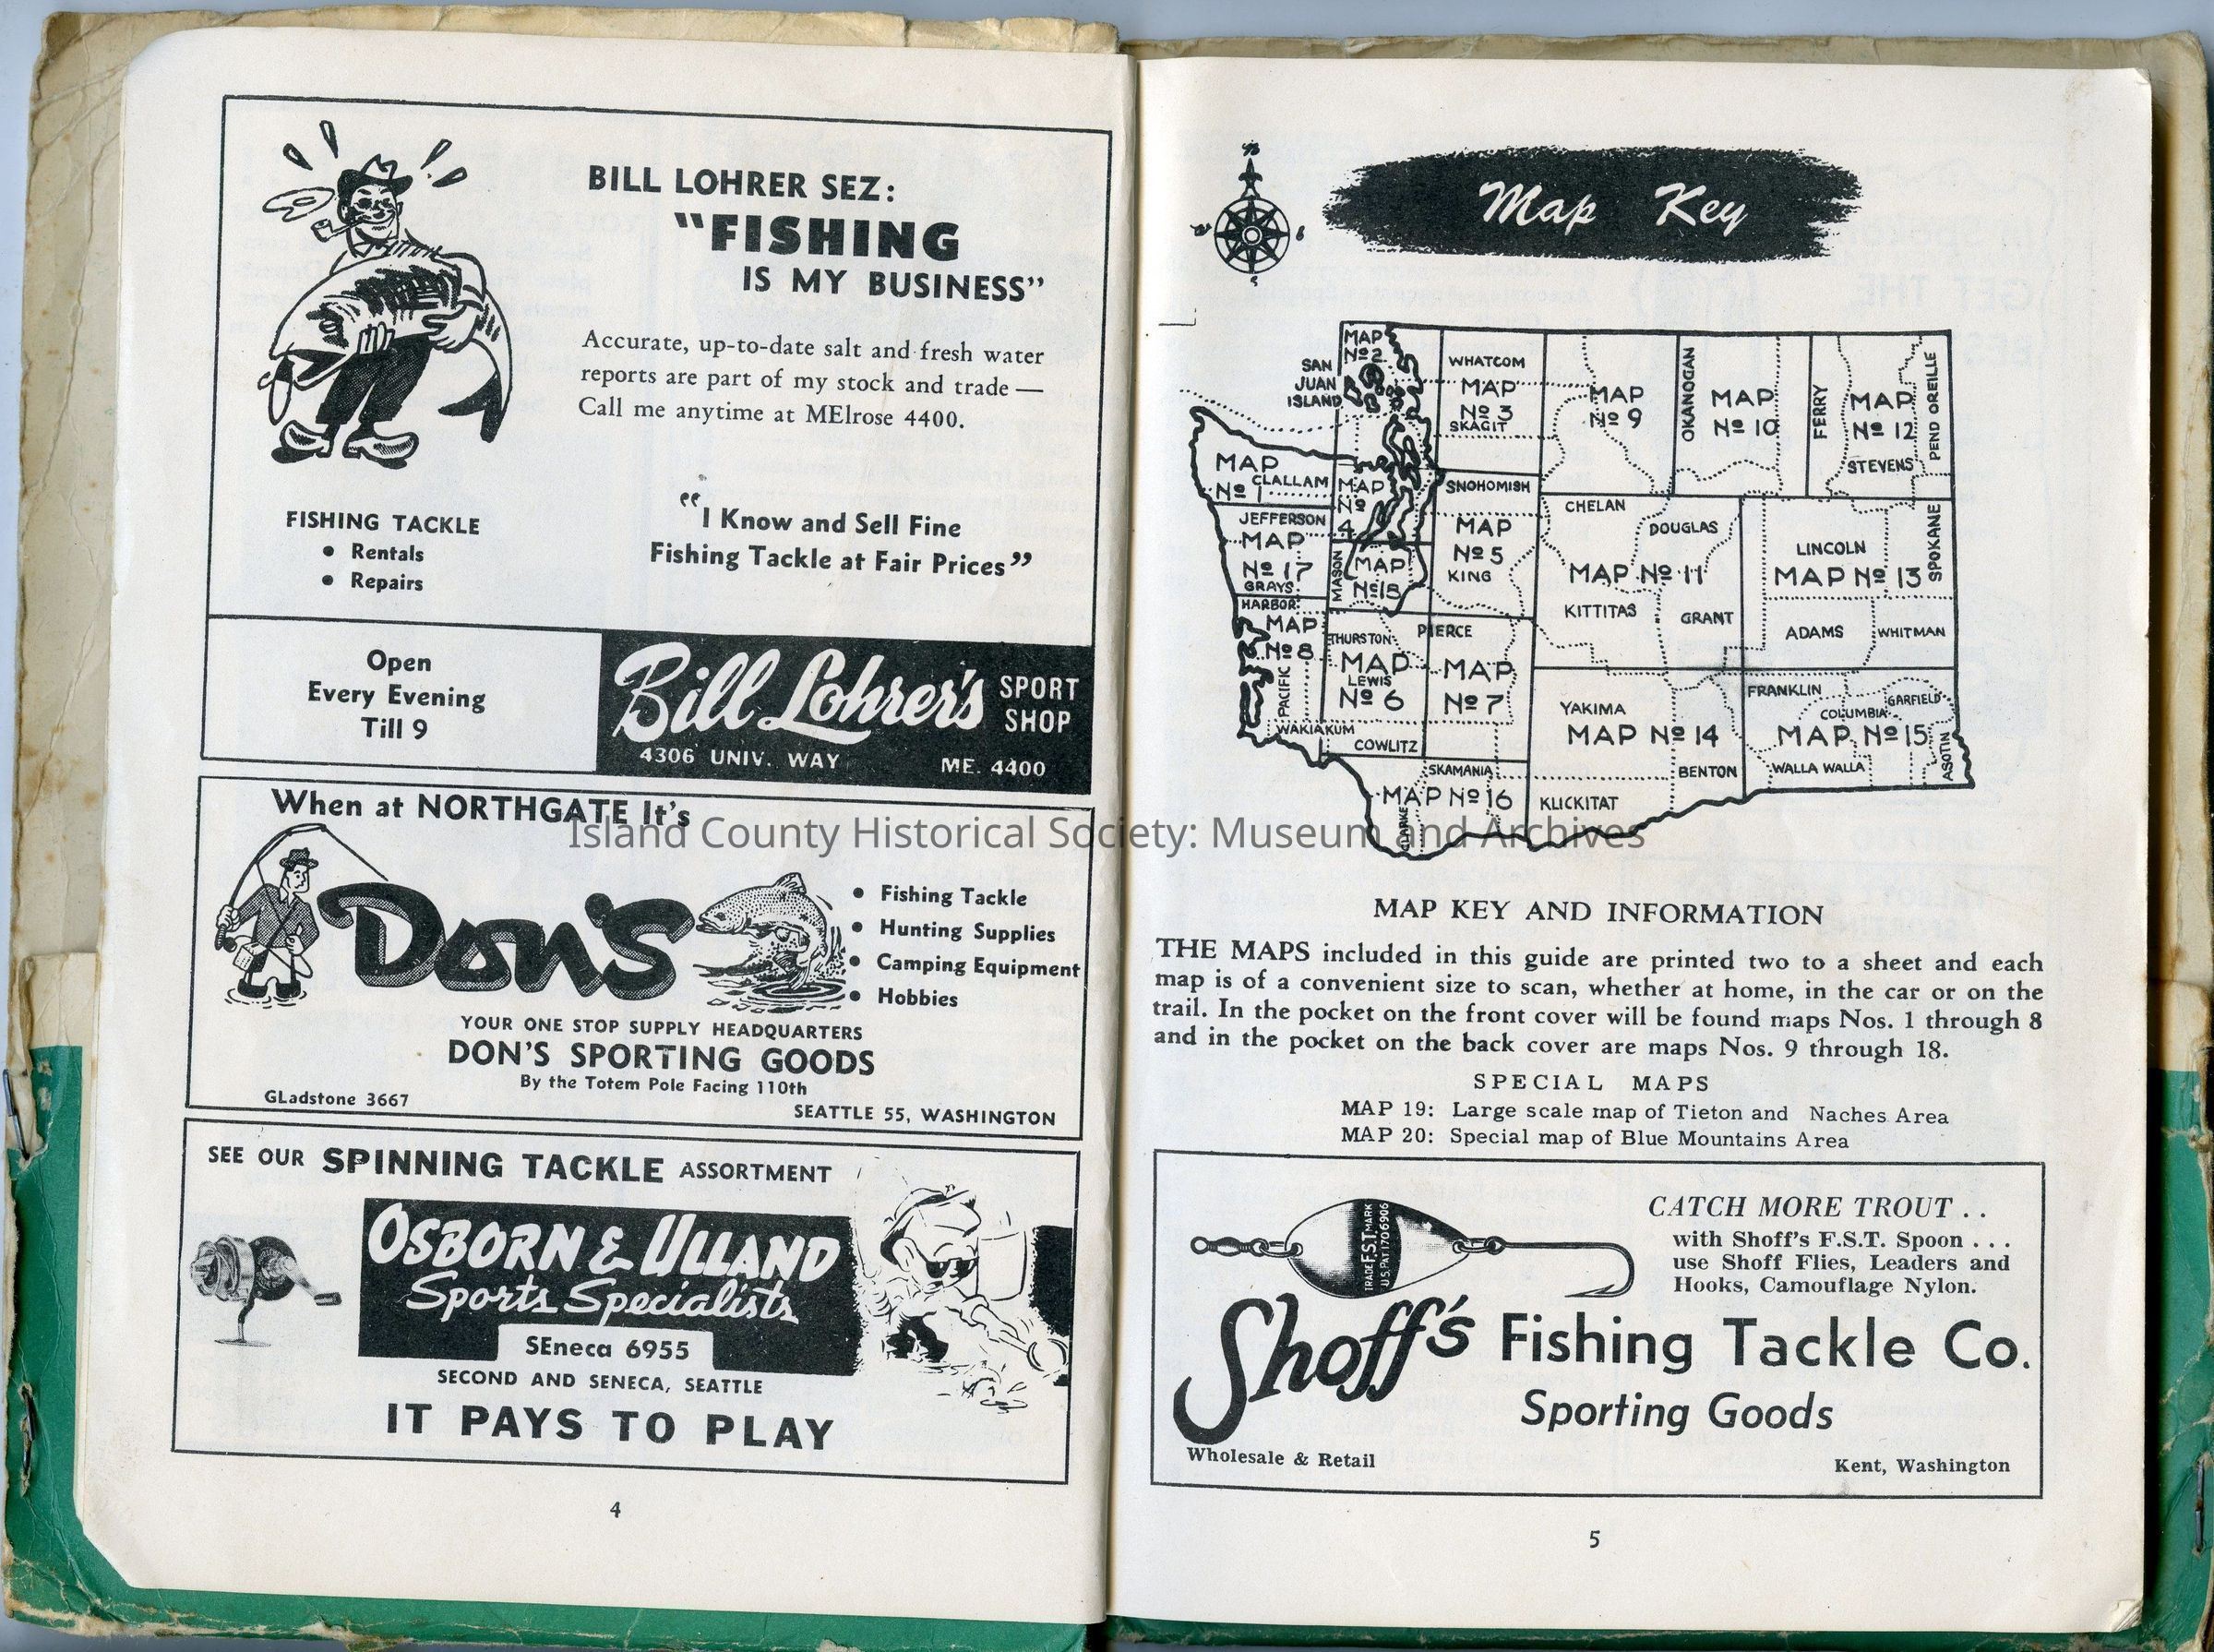 BILL LOHRER SEZ:
"FISHING
IS MY BUSINESS"
Accurate, up-to-date salt and fresh water
reports are part of my stock and trade —
Call me anytime at MElrose 4400.
FISHING TACKLE
• Rentals
• Repairs
"I Know and Sell Fine
Fishing Tackle at Fair Prices"
Open
Every Evening
Till 9
Bill Lohrer's SPORT
SHOP
4306 UNIV. WAY ME. 4400
When at NORTHGATE It's
Don's
• Fishing Tackle
• Hunting Supplies
• Camping Equipment
• Hobbies
YOUR ONE STOP SUPPLY HEADQUARTERS
DON'S SPORTING GOODS
By the Totem Pole Facing 110th
GLadstone 3667
SEATTLE 55, WASHINGTON
SEE OUR SPINNING TACKLE ASSORTMENT
OSBORN & ULLAND
Sports Specialists
SEneca 6955
SECOND AND SENECA, SEATTLE
IT PAYS TO PLAY
4
N
W E
S
Map Key
MAP
Nº 2
SAN
JUAN
ISLAND
WHATCOM
MAP
Nº 3
SKAGIT
MAP
Nº 9
OKANOGAN
MAP
Nº 10
FERRY
MAP
Nº 12
STEVENS
PEND OREILLE
MAP
Nº 1
CLALLAM
MAP
Nº
4
SNOHOMISH
JEFFERSON
MAP
Nº 17
GRAYS
HARBOR
MASON
MAP
Nº 18
MAP
Nº 5
KING
CHELAN
DOUGLAS
MAP Nº 11
KITTITAS
GRANT
LINCOLN
MAP Nº 13
SPOKANE
ADAMS
WHITMAN
MAP
Nº 8
PACIFIC
THURSTON
MAP
LEWIS
Nº 6
PIERCE
MAP
Nº 7
WAKIAKUM
COWLITZ
YAKIMA
MAP Nº 14
BENTON
FRANKLIN
GARFIELD
COLUMBIA
MAP Nº 15
WALLA WALLA
ASOTIN
SKAMANIA
MAP Nº 16
CLARKE
KLICKITAT
Island County Historical Society: Museum and Archives
MAP KEY AND INFORMATION
THE MAPS included in this guide are printed two to a sheet and each
map is of a convenient size to scan, whether at home, in the car or on the
trail. In the pocket on the front cover will be found maps Nos. 1 through 8
and in the pocket on the back cover are maps Nos. 9 through 18.
SPECIAL MAPS
MAP 19: Large scale map of Tieton and Naches Area
MAP 20: Special map of Blue Mountains Area
TRADE F.S.T. MARK
U.S. PAT 1706906
CATCH MORE TROUT . .
with Shoff's F.S.T. Spoon . . .
use Shoff Flies, Leaders and
Hooks, Camouflage Nylon.
Shoff's Fishing Tackle Co.
Sporting Goods
Wholesale & Retail
Kent, Washington
5